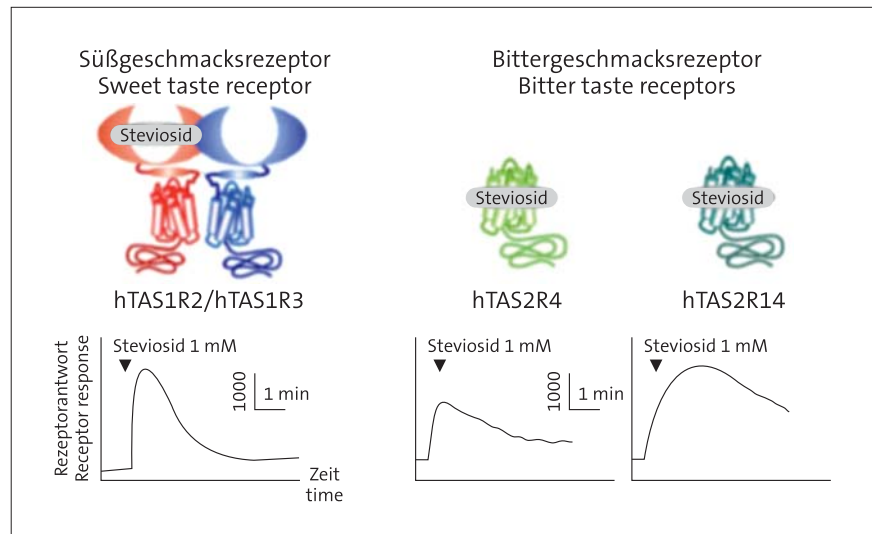 Süßgeschmacksrezeptor
Sweet taste receptor
Bittergeschmacksrezeptor
Bitter taste receptors
Steviosid
Steviosid
Steviosid
hTAS1R2/hTAS1R3
hTAS2R4
hTAS2R14
Rezeptorantwort
Receptor response
Steviosid 1 mM
1000
1 min
Zeit
time
Steviosid 1 mM
1000
1 min
Steviosid 1 mM